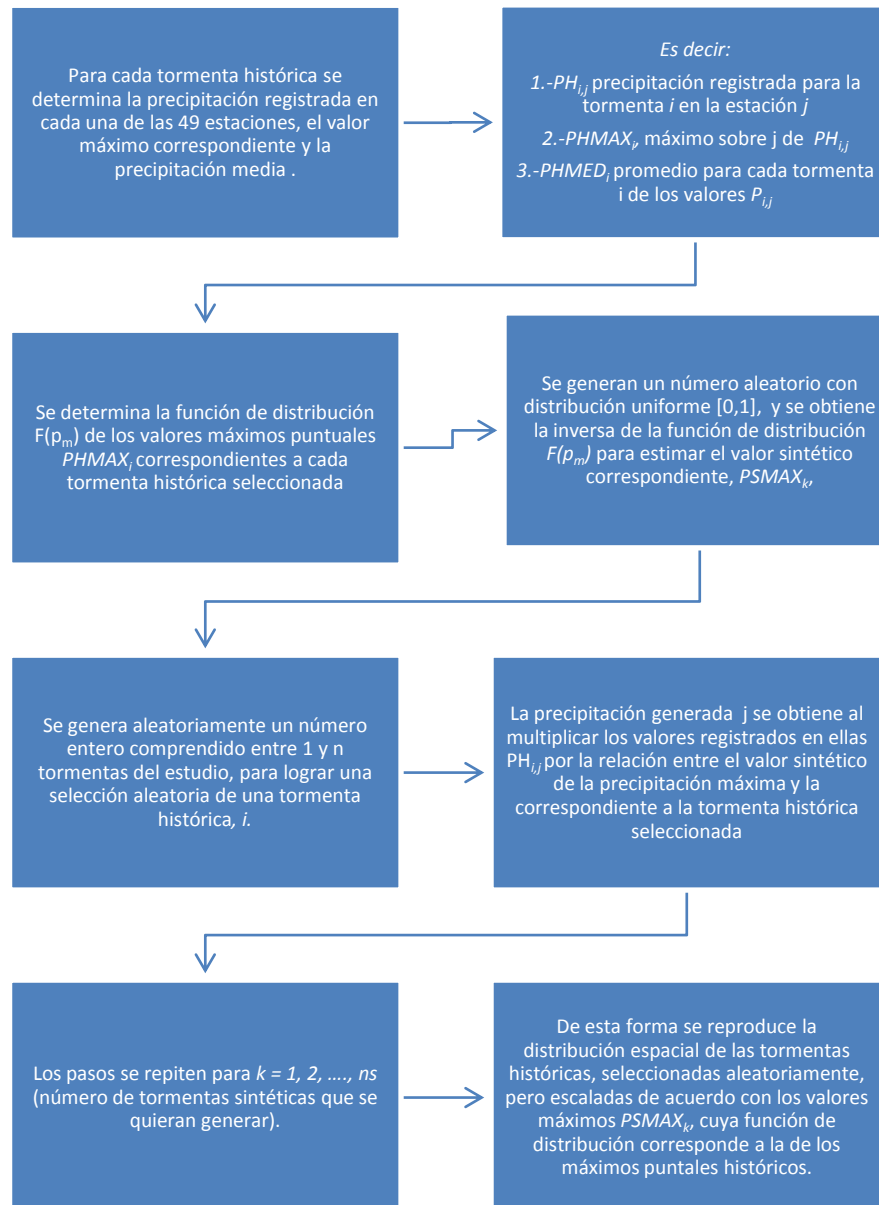 Para cada tormenta histórica se
determina la precipitación registrada en
cada una de las 49 estaciones, el valor
máximo correspondiente y la
precipitación media .
Es decir:
1.-PHi,j precipitación registrada para la
tormenta i en la estación j
2.-PHMAXi, máximo sobre j de PHi,j
3.-PHMEDi promedio para cada tormenta
i de los valores Pi,j
Se determina la función de distribución
F(pm) de los valores máximos puntuales
PHMAXi correspondientes a cada
tormenta histórica seleccionada
Se generan un número aleatorio con
distribución uniforme [0,1], y se obtiene
la inversa de la función de distribución
F(pm) para estimar el valor sintético
correspondiente, PSMAXk,
Se genera aleatoriamente un número
entero comprendido entre 1 y n
tormentas del estudio, para lograr una
selección aleatoria de una tormenta
histórica, i.
La precipitación generada j se obtiene al
multiplicar los valores registrados en ellas
PHi,j por la relación entre el valor sintético
de la precipitación máxima y la
correspondiente a la tormenta histórica
seleccionada
Los pasos se repiten para k = 1, 2, ...., ns
(número de tormentas sintéticas que se
quieran generar).
De esta forma se reproduce la
distribución espacial de las tormentas
históricas, seleccionadas aleatoriamente,
pero escaladas de acuerdo con los valores
máximos PSMAXk, cuya función de
distribución corresponde a la de los
máximos puntales históricos.